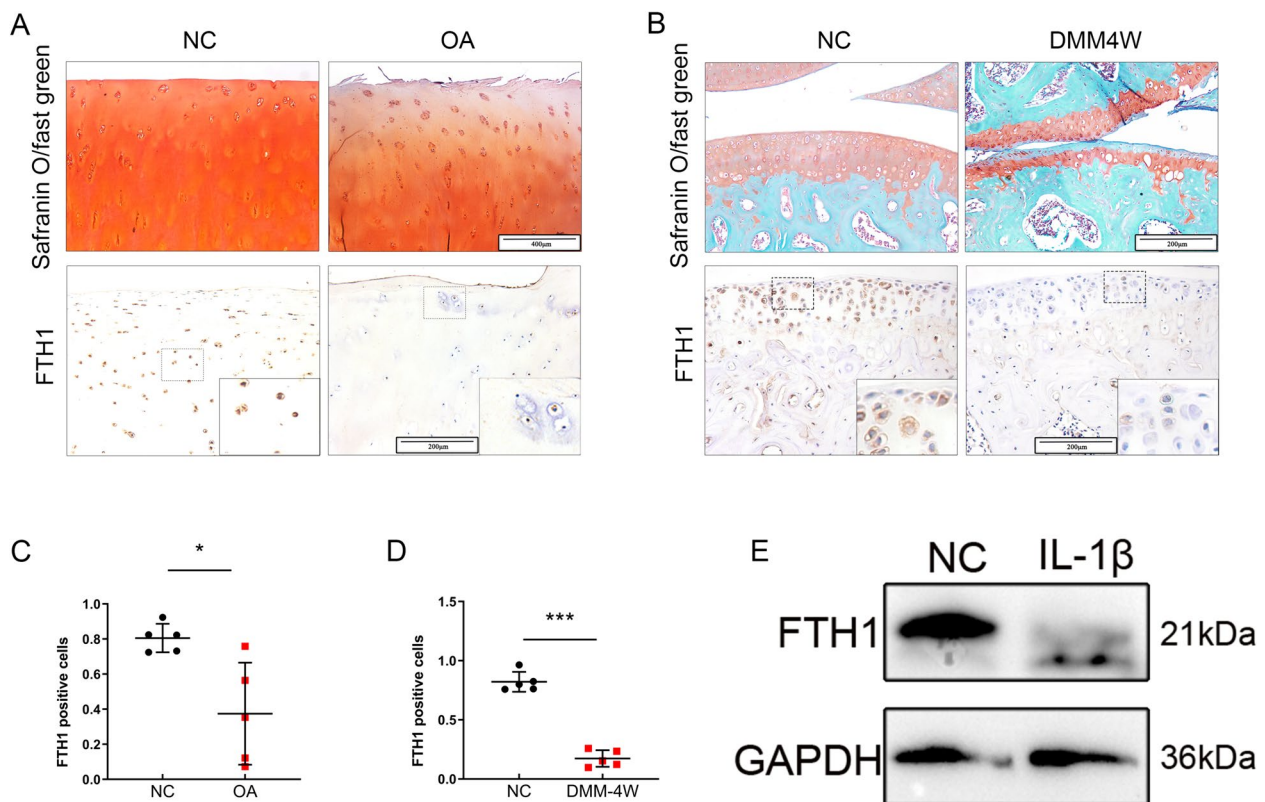 A
NC
OA
Safranin O/fast green
400μm
FTH1
200μm
B
NC
DMM4W
Safranin O/fast green
200μm
FTH1
200μm
C
*
FTH1 positive cells
1.0
0.8
0.6
0.4
0.2
0.0
NC
OA
D
***
FTH1 positive cells
1.5
1.0
0.5
0.0
NC
DMM-4W
E
NC
IL-1β
FTH1
21kDa
GAPDH
36kDa